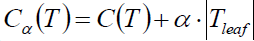 C_α(T) = C(T) + α · |T_leaf|